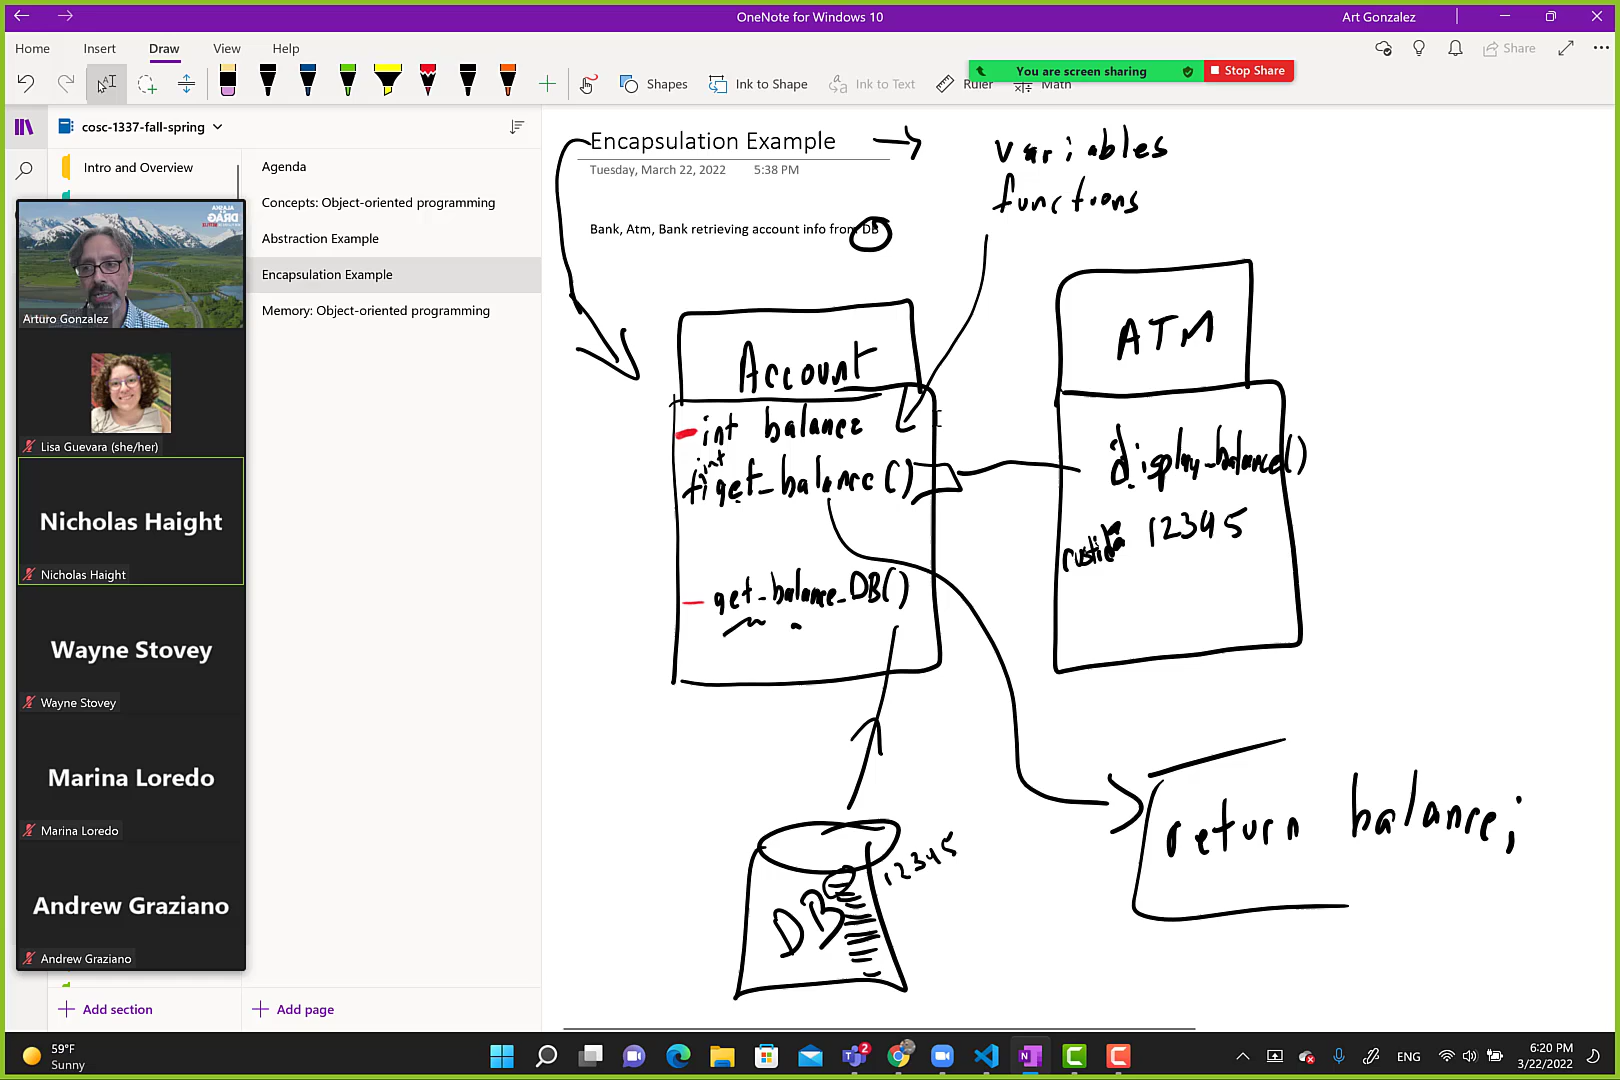 OneNote for Windows 10
Art Gonzalez
Home Insert Draw View Help
Share
You are screen sharing
Stop Share
Shapes
Ink to Shape
Ink to Text
Ruler
Math
cosc-1337-fall-spring
Intro and Overview
Agenda
Concepts: Object-oriented programming
Abstraction Example
Encapsulation Example
Memory: Object-oriented programming
Arturo Gonzalez
Lisa Guevara (she/her)
Nicholas Haight
Nicholas Haight
Wayne Stovey
Wayne Stovey
Marina Loredo
Marina Loredo
Andrew Graziano
Andrew Graziano
Add section
Add page
Encapsulation Example
Tuesday, March 22, 2022 5:38 PM
variables
functions
Bank, Atm, Bank retrieving account info from DB
Account
- int balance
int
get_balance()
- get_balance_DB()
ATM
display_balance()
12345
return balance;
DB
12345
59°F
Sunny
2
ENG
6:20 PM
3/22/2022